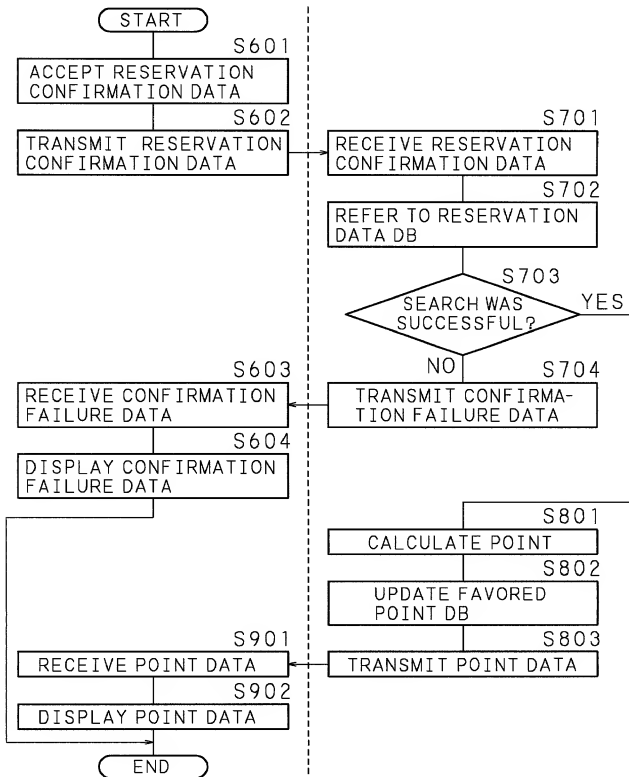 START
S601
ACCEPT RESERVATION
CONFIRMATION DATA
S602
TRANSMIT RESERVATION
CONFIRMATION DATA
S701
RECEIVE RESERVATION
CONFIRMATION DATA
S702
REFER TO RESERVATION
DATA DB
S703
SEARCH WAS
SUCCESSFUL?
YES
NO
S704
TRANSMIT CONFIRMA-
TION FAILURE DATA
S603
RECEIVE CONFIRMATION
FAILURE DATA
S604
DISPLAY CONFIRMATION
FAILURE DATA
S801
CALCULATE POINT
S802
UPDATE FAVORED
POINT DB
S803
TRANSMIT POINT DATA
S901
RECEIVE POINT DATA
S902
DISPLAY POINT DATA
END